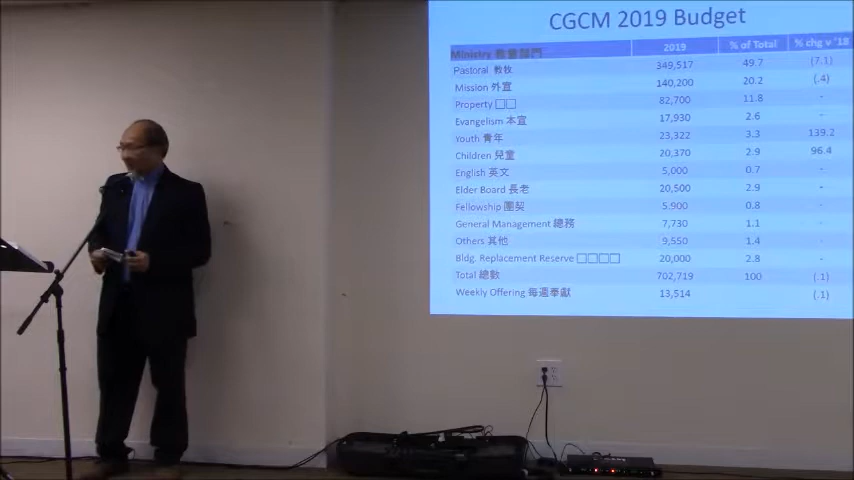 CGCM 2019 Budget
Ministry 教會部門 2019 % of Total % chg v '18
Pastoral 教牧 349,517 49.7 (7.1)
Mission 外宣 140,200 20.2 (.4)
Property □□ 82,700 11.8 -
Evangelism 本宣 17,930 2.6 -
Youth 青年 23,322 3.3 139.2
Children 兒童 20,370 2.9 96.4
English 英文 5,000 0.7 -
Elder Board 長老 20,500 2.9 -
Fellowship 團契 5,900 0.8 -
General Management 總務 7,730 1.1 -
Others 其他 9,550 1.4 -
Bldg. Replacement Reserve □□□□ 20,000 2.8 -
Total 總數 702,719 100 (.1)
Weekly Offering 每週奉獻 13,514 (.1)